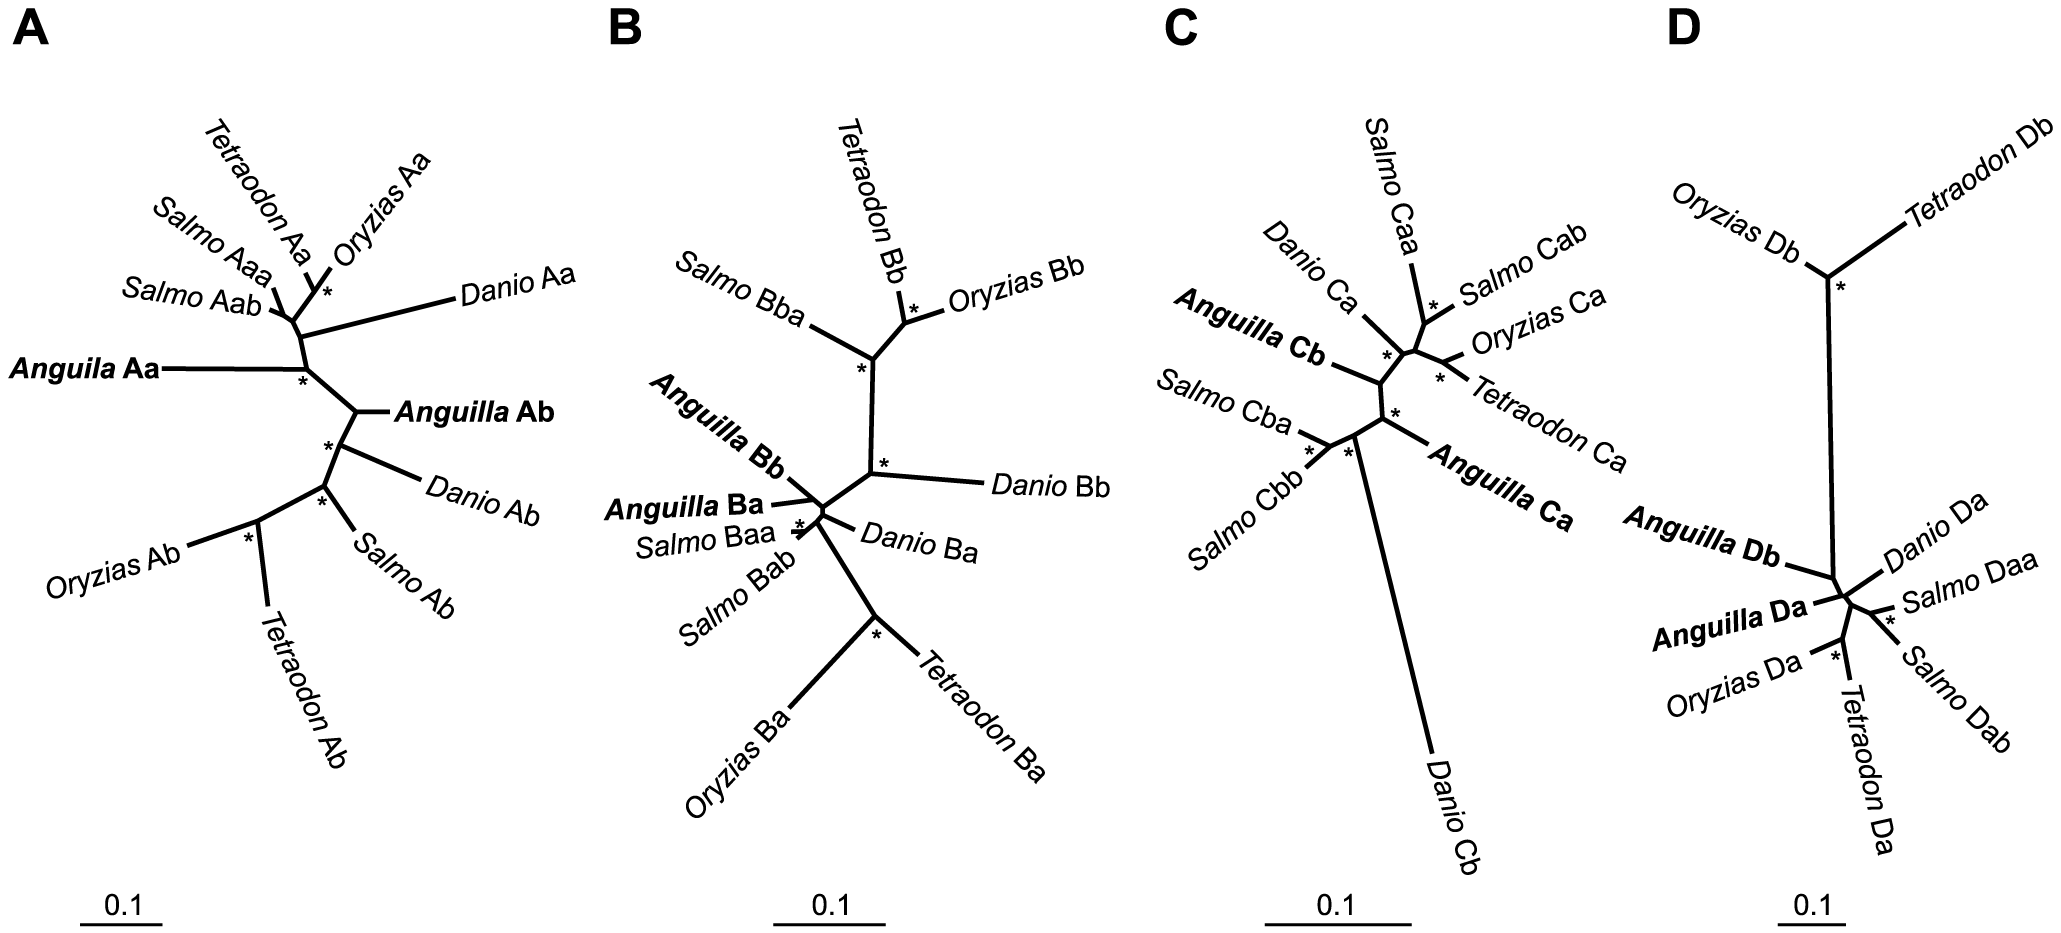 A
Tetraodon Aa
Oryzias Aa
Salmo Aaa
Salmo Aab
*
Danio Aa
Anguila Aa
*
Anguilla Ab
*
Danio Ab
*
Oryzias Ab
*
Salmo Ab
Tetraodon Ab
0.1
B
Tetraodon Bb
Salmo Bba
*
Oryzias Bb
*
Anguilla Bb
*
Danio Bb
Anguilla Ba
Salmo Baa
*
Danio Ba
Salmo Bab
*
Oryzias Ba
Tetraodon Ba
0.1
C
Salmo Caa
Danio Ca
Salmo Cab
*
Oryzias Ca
Anguilla Cb
*
*
Tetraodon Ca
Salmo Cba
*
*
*
Anguilla Ca
Salmo Cbb
Danio Cb
0.1
D
Tetraodon Db
Oryzias Db
*
Anguilla Db
Danio Da
Salmo Daa
Anguilla Da
*
Oryzias Da
*
Salmo Dab
Tetraodon Da
0.1